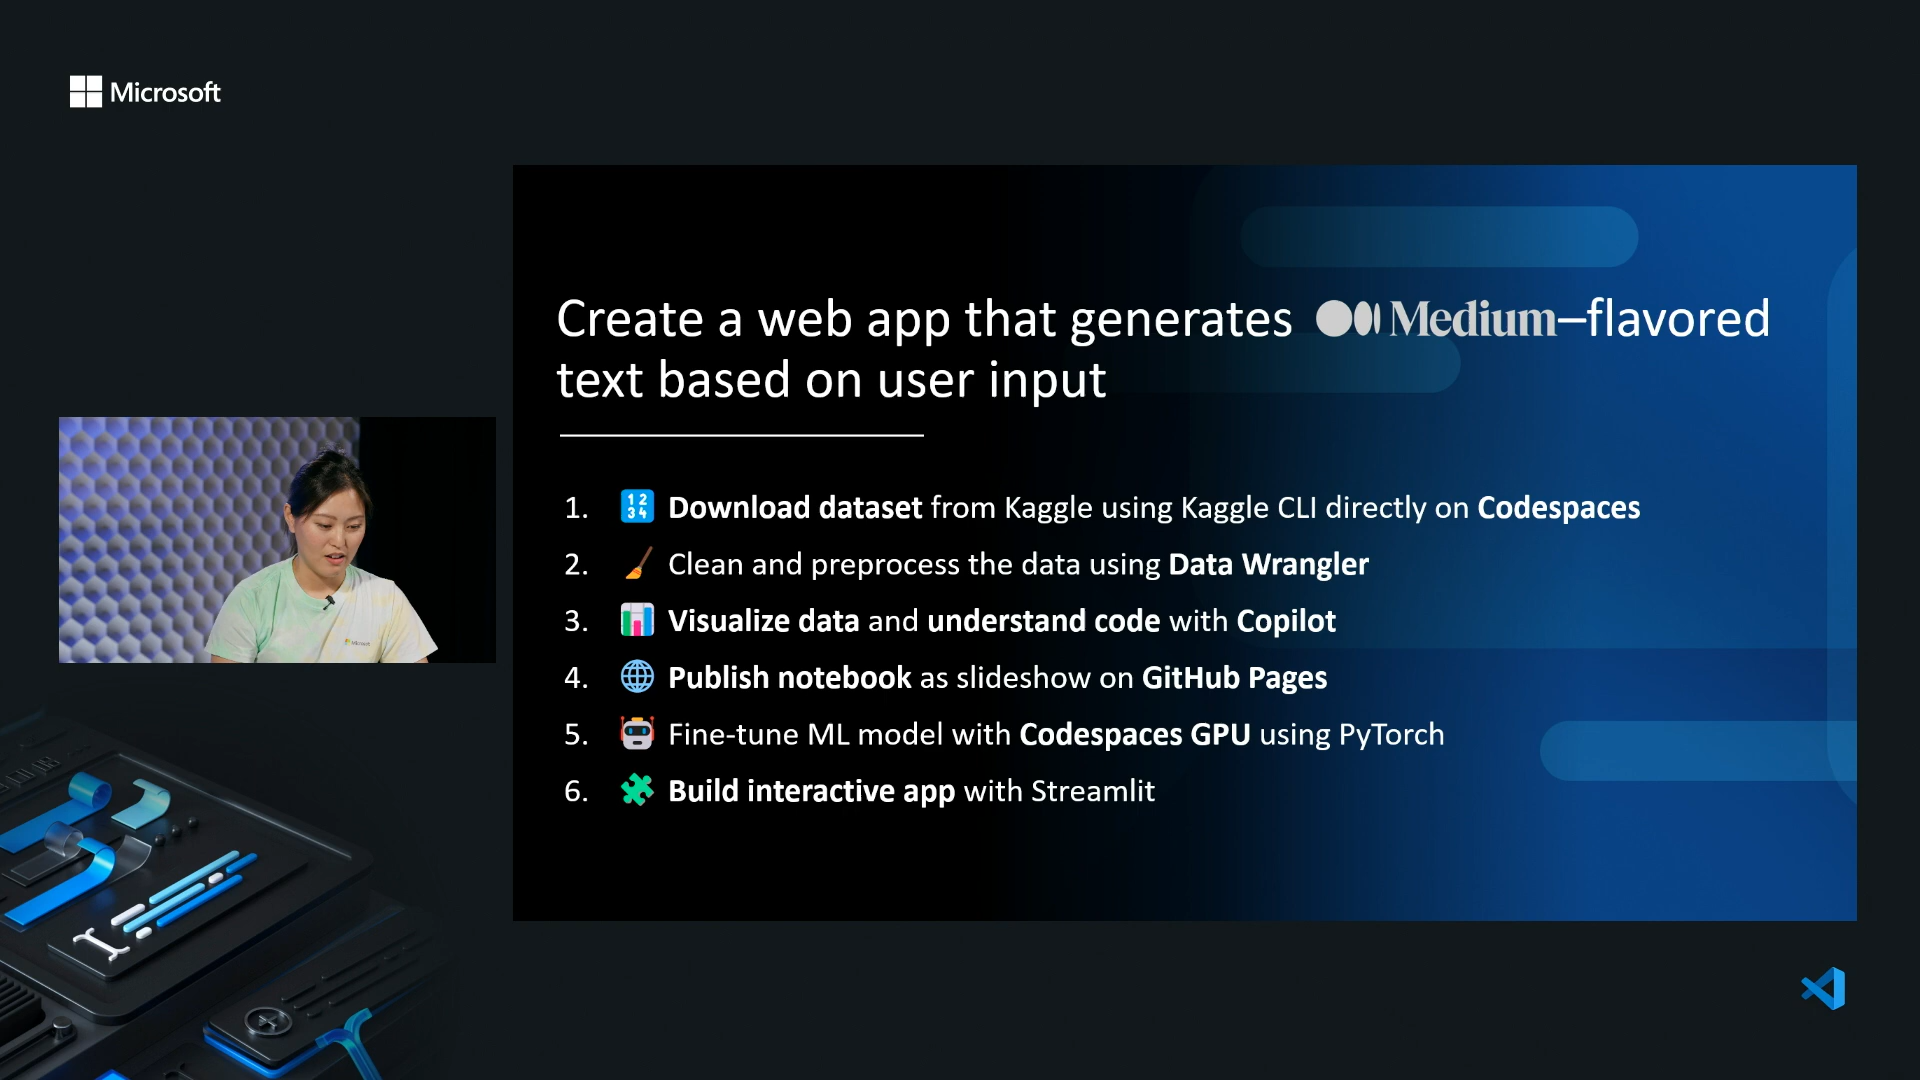 Microsoft
Create a web app that generates Medium–flavored
text based on user input
1. Download dataset from Kaggle using Kaggle CLI directly on Codespaces
2. Clean and preprocess the data using Data Wrangler
3. Visualize data and understand code with Copilot
4. Publish notebook as slideshow on GitHub Pages
5. Fine-tune ML model with Codespaces GPU using PyTorch
6. Build interactive app with Streamlit
Microsoft